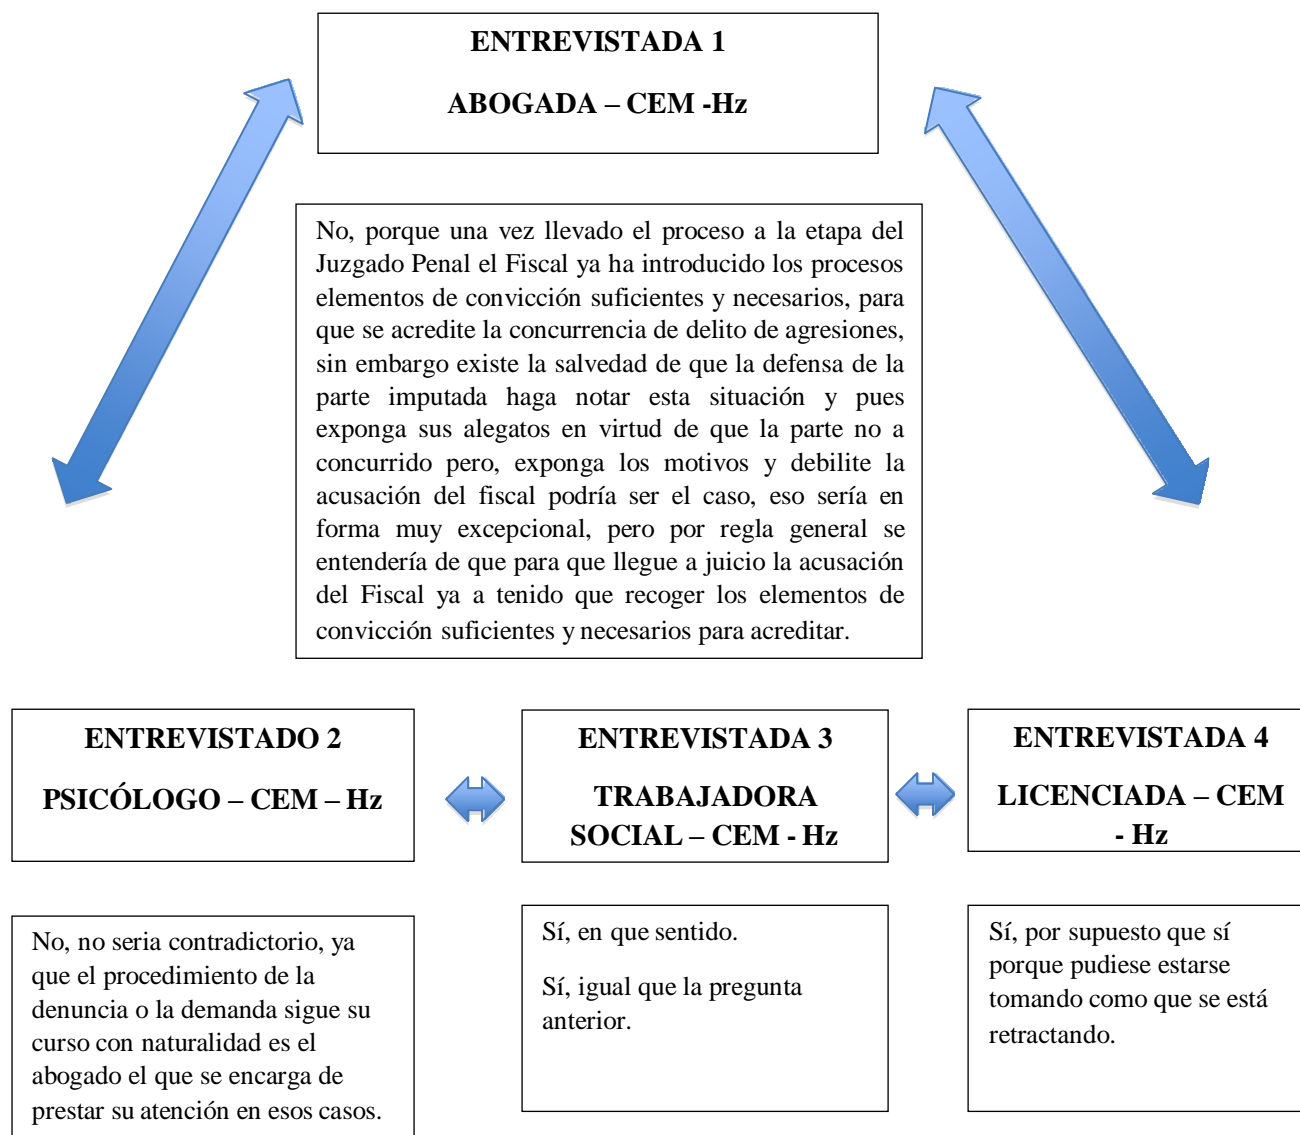 ENTREVISTADA 1
ABOGADA – CEM -Hz
No, porque una vez llevado el proceso a la etapa del
Juzgado Penal el Fiscal ya ha introducido los procesos
elementos de convicción suficientes y necesarios, para
que se acredite la concurrencia de delito de agresiones,
sin embargo existe la salvedad de que la defensa de la
parte imputada haga notar esta situación y pues
exponga sus alegatos en virtud de que la parte no a
concurrido pero, exponga los motivos y debilite la
acusación del fiscal podría ser el caso, eso sería en
forma muy excepcional, pero por regla general se
entendería de que para que llegue a juicio la acusación
del Fiscal ya a tenido que recoger los elementos de
convicción suficientes y necesarios para acreditar.
ENTREVISTADO 2
PSICÓLOGO – CEM – Hz
No, no seria contradictorio, ya
que el procedimiento de la
denuncia o la demanda sigue su
curso con naturalidad es el
abogado el que se encarga de
prestar su atención en esos casos.
ENTREVISTADA 3
TRABAJADORA
SOCIAL – CEM - Hz
Sí, en que sentido.
Sí, igual que la pregunta
anterior.
ENTREVISTADA 4
LICENCIADA – CEM
- Hz
Sí, por supuesto que sí
porque pudiese estarse
tomando como que se está
retractando.